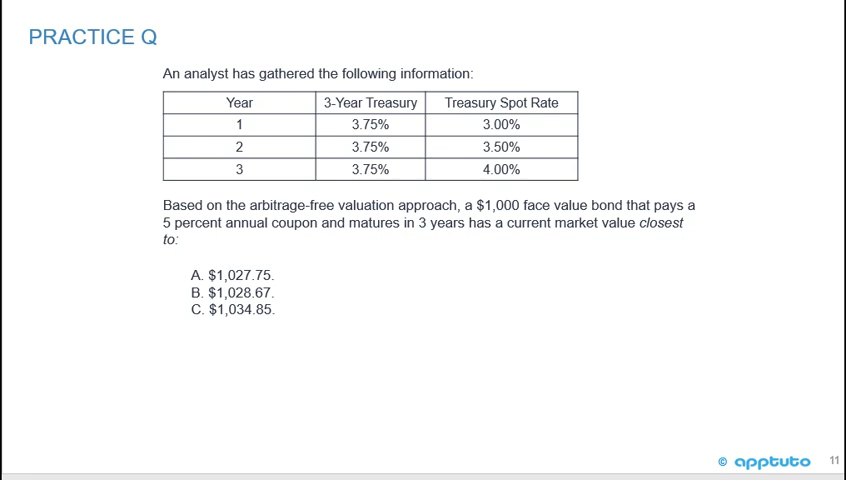 PRACTICE Q
An analyst has gathered the following information:
Year 3-Year Treasury Treasury Spot Rate
1 3.75% 3.00%
2 3.75% 3.50%
3 3.75% 4.00%
Based on the arbitrage-free valuation approach, a $1,000 face value bond that pays a
5 percent annual coupon and matures in 3 years has a current market value closest
to:
A. $1,027.75.
B. $1,028.67.
C. $1,034.85.
© apptuto 11